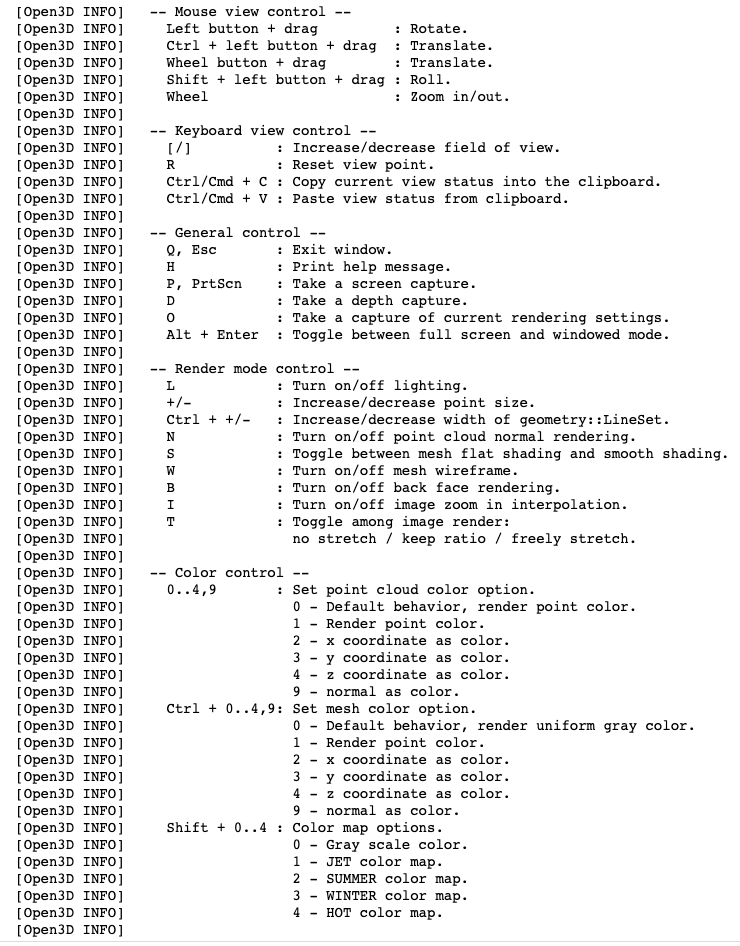 [Open3D INFO]   -- Mouse view control --
[Open3D INFO]     Left button + drag         : Rotate.
[Open3D INFO]     Ctrl + left button + drag  : Translate.
[Open3D INFO]     Wheel button + drag        : Translate.
[Open3D INFO]     Shift + left button + drag : Roll.
[Open3D INFO]     Wheel                      : Zoom in/out.
[Open3D INFO]
[Open3D INFO]   -- Keyboard view control --
[Open3D INFO]     [/]          : Increase/decrease field of view.
[Open3D INFO]     R            : Reset view point.
[Open3D INFO]     Ctrl/Cmd + C : Copy current view status into the clipboard.
[Open3D INFO]     Ctrl/Cmd + V : Paste view status from clipboard.
[Open3D INFO]
[Open3D INFO]   -- General control --
[Open3D INFO]     Q, Esc       : Exit window.
[Open3D INFO]     H            : Print help message.
[Open3D INFO]     P, PrtScn    : Take a screen capture.
[Open3D INFO]     D            : Take a depth capture.
[Open3D INFO]     O            : Take a capture of current rendering settings.
[Open3D INFO]     Alt + Enter  : Toggle between full screen and windowed mode.
[Open3D INFO]
[Open3D INFO]   -- Render mode control --
[Open3D INFO]     L            : Turn on/off lighting.
[Open3D INFO]     +/-          : Increase/decrease point size.
[Open3D INFO]     Ctrl + +/-   : Increase/decrease width of geometry::LineSet.
[Open3D INFO]     N            : Turn on/off point cloud normal rendering.
[Open3D INFO]     S            : Toggle between mesh flat shading and smooth shading.
[Open3D INFO]     W            : Turn on/off mesh wireframe.
[Open3D INFO]     B            : Turn on/off back face rendering.
[Open3D INFO]     I            : Turn on/off image zoom in interpolation.
[Open3D INFO]     T            : Toggle among image render:
[Open3D INFO]                    no stretch / keep ratio / freely stretch.
[Open3D INFO]
[Open3D INFO]   -- Color control --
[Open3D INFO]     0..4,9       : Set point cloud color option.
[Open3D INFO]                    0 - Default behavior, render point color.
[Open3D INFO]                    1 - Render point color.
[Open3D INFO]                    2 - x coordinate as color.
[Open3D INFO]                    3 - y coordinate as color.
[Open3D INFO]                    4 - z coordinate as color.
[Open3D INFO]                    9 - normal as color.
[Open3D INFO]     Ctrl + 0..4,9: Set mesh color option.
[Open3D INFO]                    0 - Default behavior, render uniform gray color.
[Open3D INFO]                    1 - Render point color.
[Open3D INFO]                    2 - x coordinate as color.
[Open3D INFO]                    3 - y coordinate as color.
[Open3D INFO]                    4 - z coordinate as color.
[Open3D INFO]                    9 - normal as color.
[Open3D INFO]     Shift + 0..4 : Color map options.
[Open3D INFO]                    0 - Gray scale color.
[Open3D INFO]                    1 - JET color map.
[Open3D INFO]                    2 - SUMMER color map.
[Open3D INFO]                    3 - WINTER color map.
[Open3D INFO]                    4 - HOT color map.
[Open3D INFO]